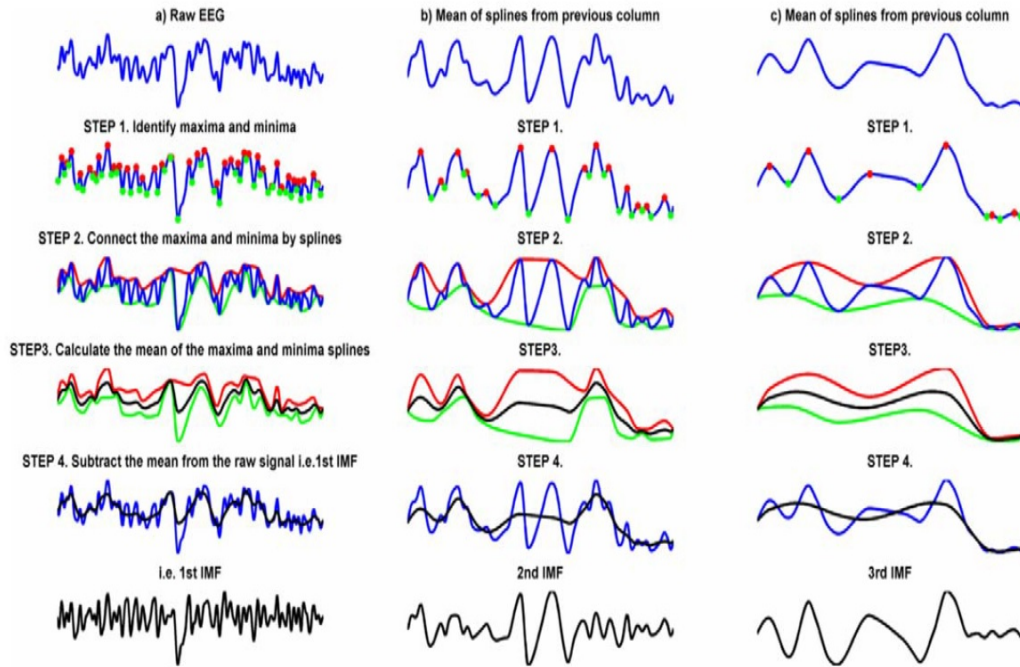 a) Raw EEG
b) Mean of splines from previous column
c) Mean of splines from previous column
STEP 1. Identify maxima and minima
STEP 1.
STEP 1.
STEP 2. Connect the maxima and minima by splines
STEP 2.
STEP 2.
STEP3. Calculate the mean of the maxima and minima splines
STEP3.
STEP3.
STEP 4. Subtract the mean from the raw signal i.e.1st IMF
STEP 4.
STEP 4.
i.e. 1st IMF
2nd IMF
3rd IMF